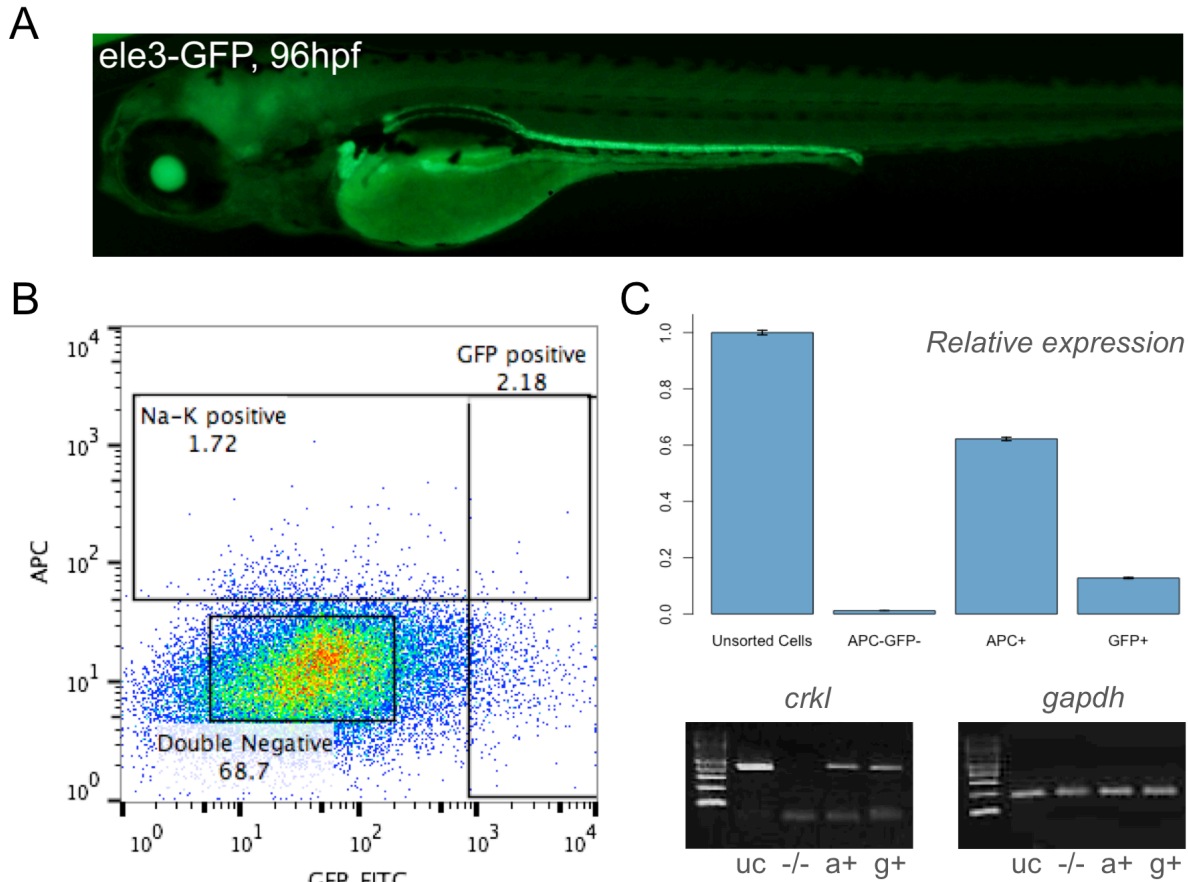 A
ele3-GFP, 96hpf
B
10^4
10^3
10^2
10^1
10^0
APC
GFP positive
2.18
Na-K positive
1.72
Double Negative
68.7
10^0 10^1 10^2 10^3 10^4
GFP FITC
C
Relative expression
1.0
0.8
0.6
0.4
0.2
0.0
Unsorted Cells APC-GFP- APC+ GFP+
crkl
gapdh
uc -/- a+ g+
uc -/- a+ g+